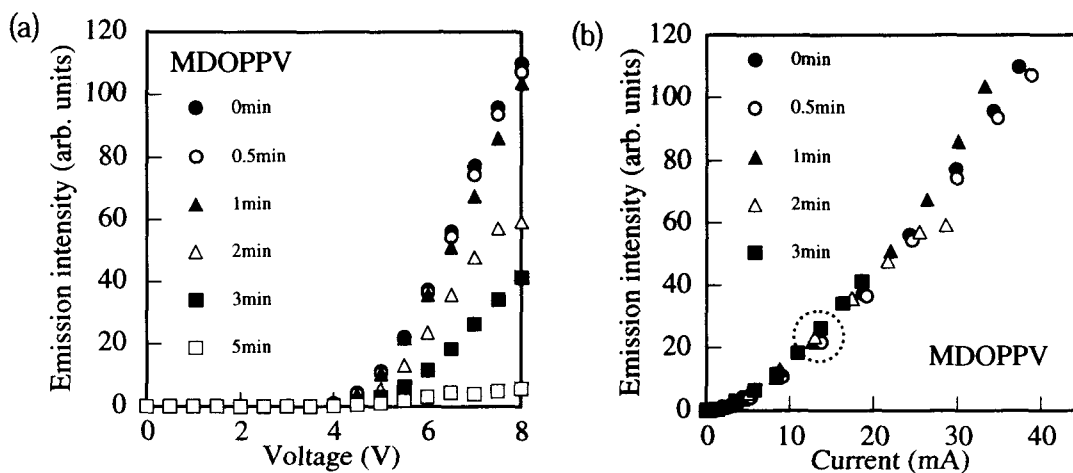 (a)
Emission intensity (arb. units)
120
100
80
60
40
20
0
MDOPPV
0min
0.5min
1min
2min
3min
5min
0 2 4 6 8
Voltage (V)
(b)
Emission intensity (arb. units)
120
100
80
60
40
20
0
0min
0.5min
1min
2min
3min
MDOPPV
0 10 20 30 40
Current (mA)